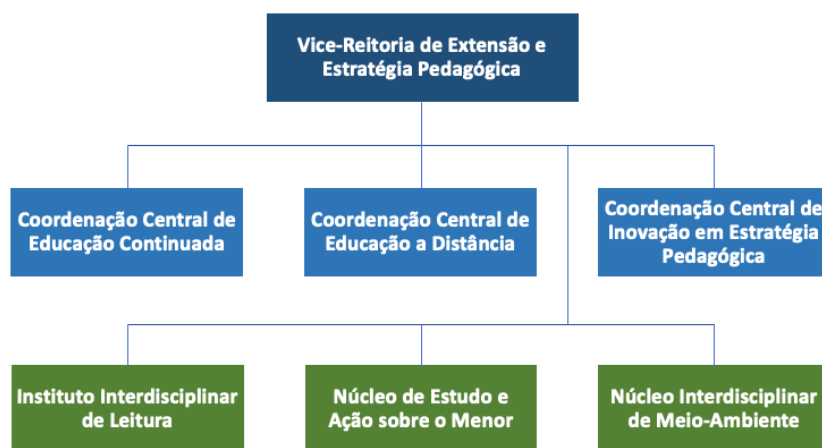 Vice-Reitoria de Extensão e
Estratégia Pedagógica
Coordenação Central de
Educação Continuada
Coordenação Central de
Educação a Distância
Coordenação Central de
Inovação em Estratégia
Pedagógica
Instituto Interdisciplinar
de Leitura
Núcleo de Estudo e
Ação sobre o Menor
Núcleo Interdisciplinar
de Meio-Ambiente